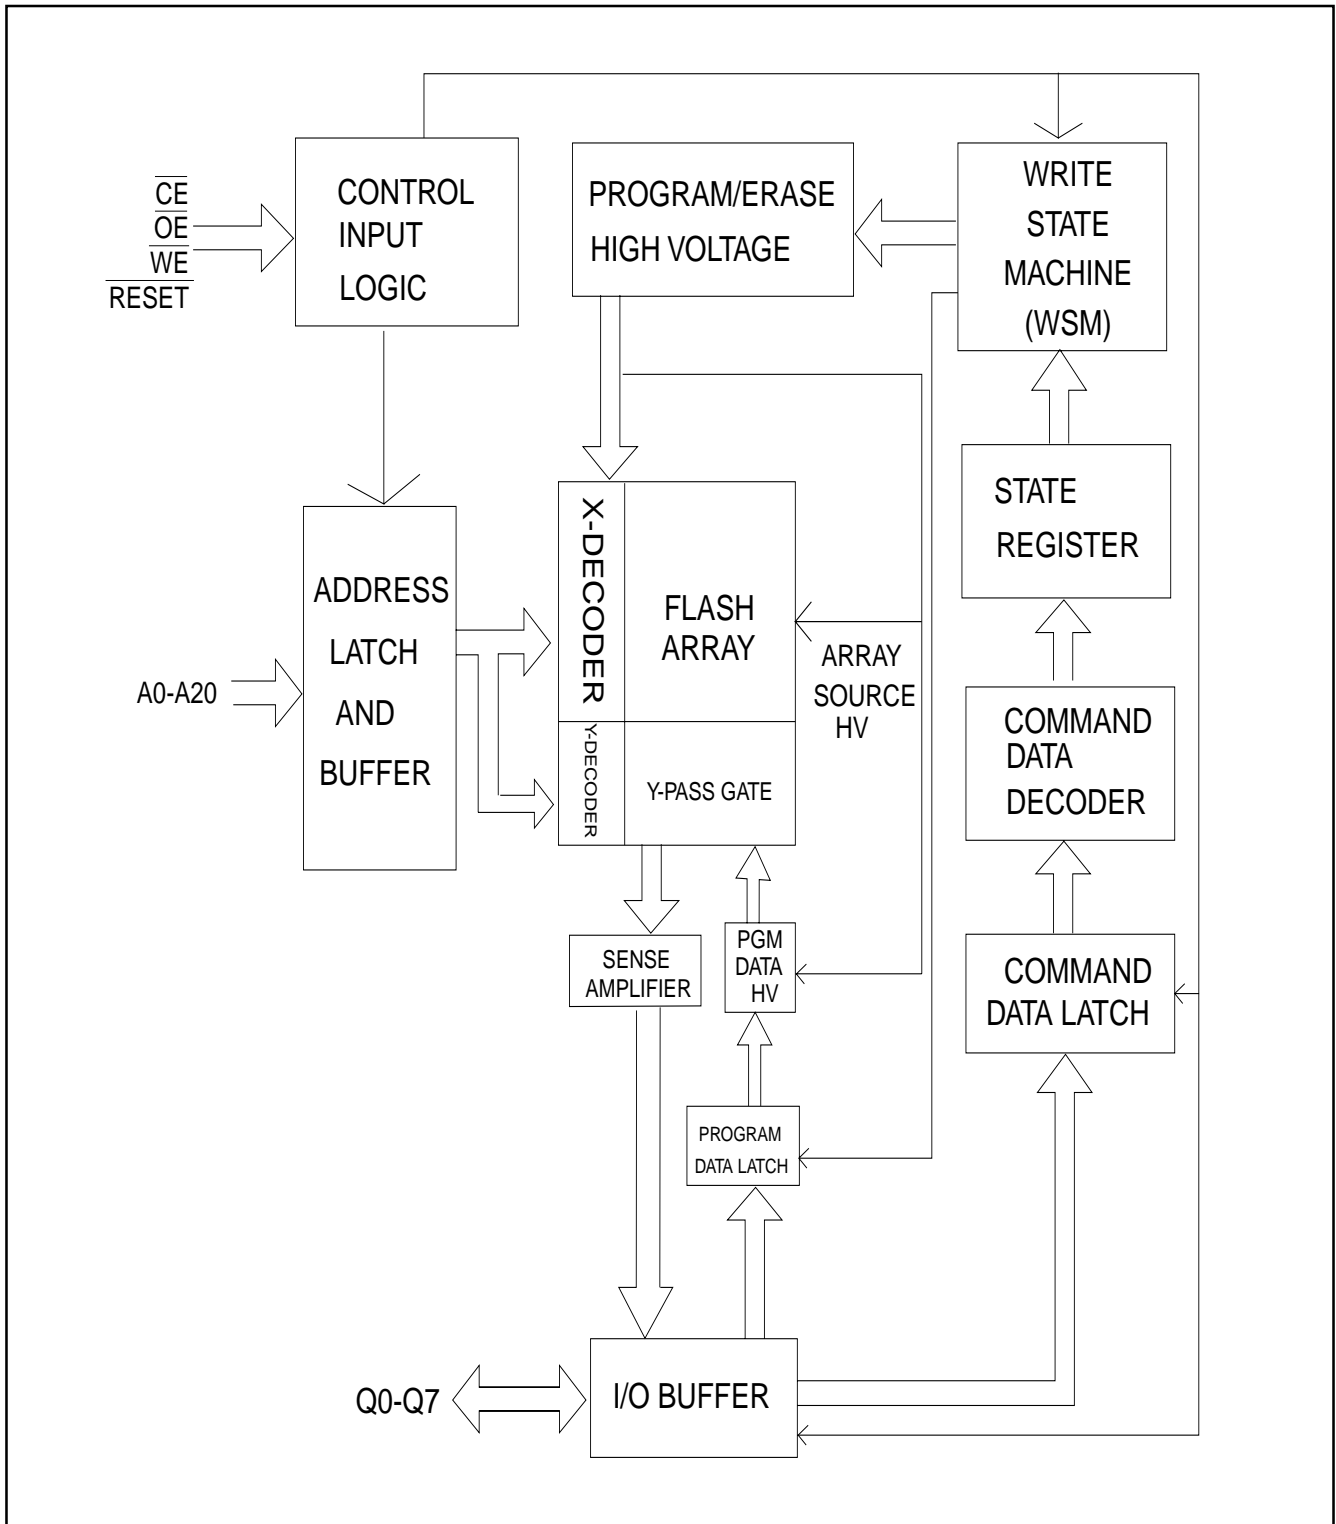 CE
OE
WE
RESET
CONTROL
INPUT
LOGIC
PROGRAM/ERASE
HIGH VOLTAGE
WRITE
STATE
MACHINE
(WSM)
STATE
REGISTER
A0-A20
ADDRESS
LATCH
AND
BUFFER
X-DECODER
FLASH
ARRAY
Y-DECODER
Y-PASS GATE
ARRAY
SOURCE
HV
COMMAND
DATA
DECODER
SENSE
AMPLIFIER
PGM
DATA
HV
COMMAND
DATA LATCH
PROGRAM
DATA LATCH
Q0-Q7
I/O BUFFER